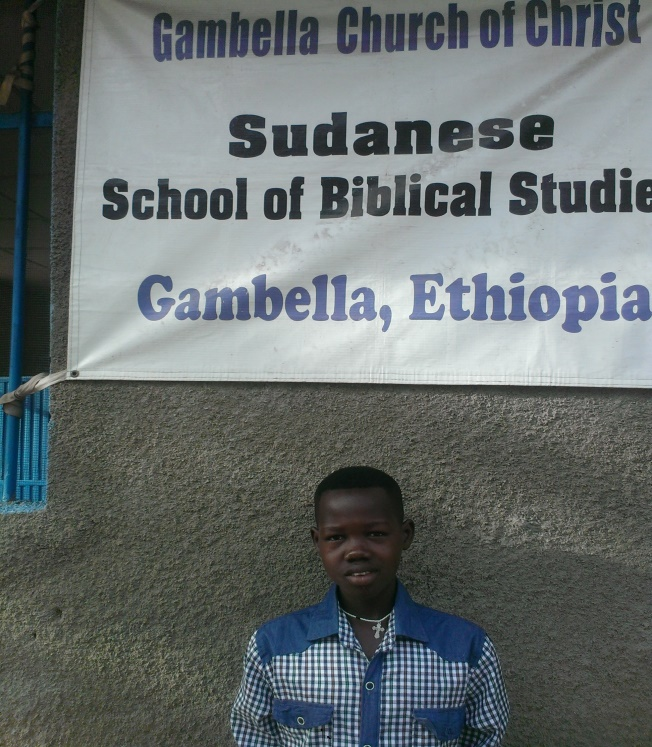 Gambella Church of Christ
Sudanese
School of Biblical Studie
Gambella, Ethiopia